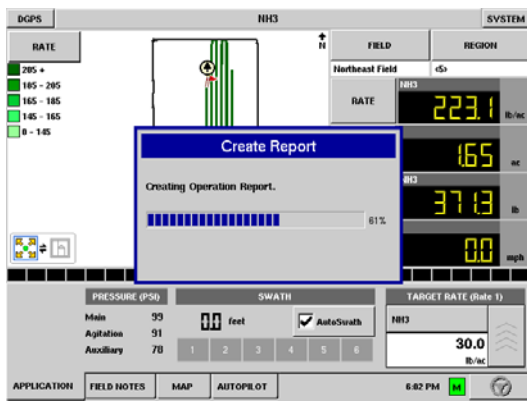 DGPS
NH3
SYSTEM
RATE
N
FIELD
REGION
205 +
185 - 205
165 - 185
145 - 165
0 - 145
Northeast Field
<S>
RATE
NH3
223.1
lb/ac
1.65
ac
NH3
371.3
lb
0.0
mph
Create Report
Creating Operation Report.
61%
h
PRESSURE (PSI)
Main 99
Agitation 91
Auxiliary 78
SWATH
0.0 feet
AutoSwath
1 2 3 4 5 6
TARGET RATE (Rate 1)
NH3
30.0
lb/ac
APPLICATION
FIELD NOTES
MAP
AUTOPILOT
6:02 PM
M